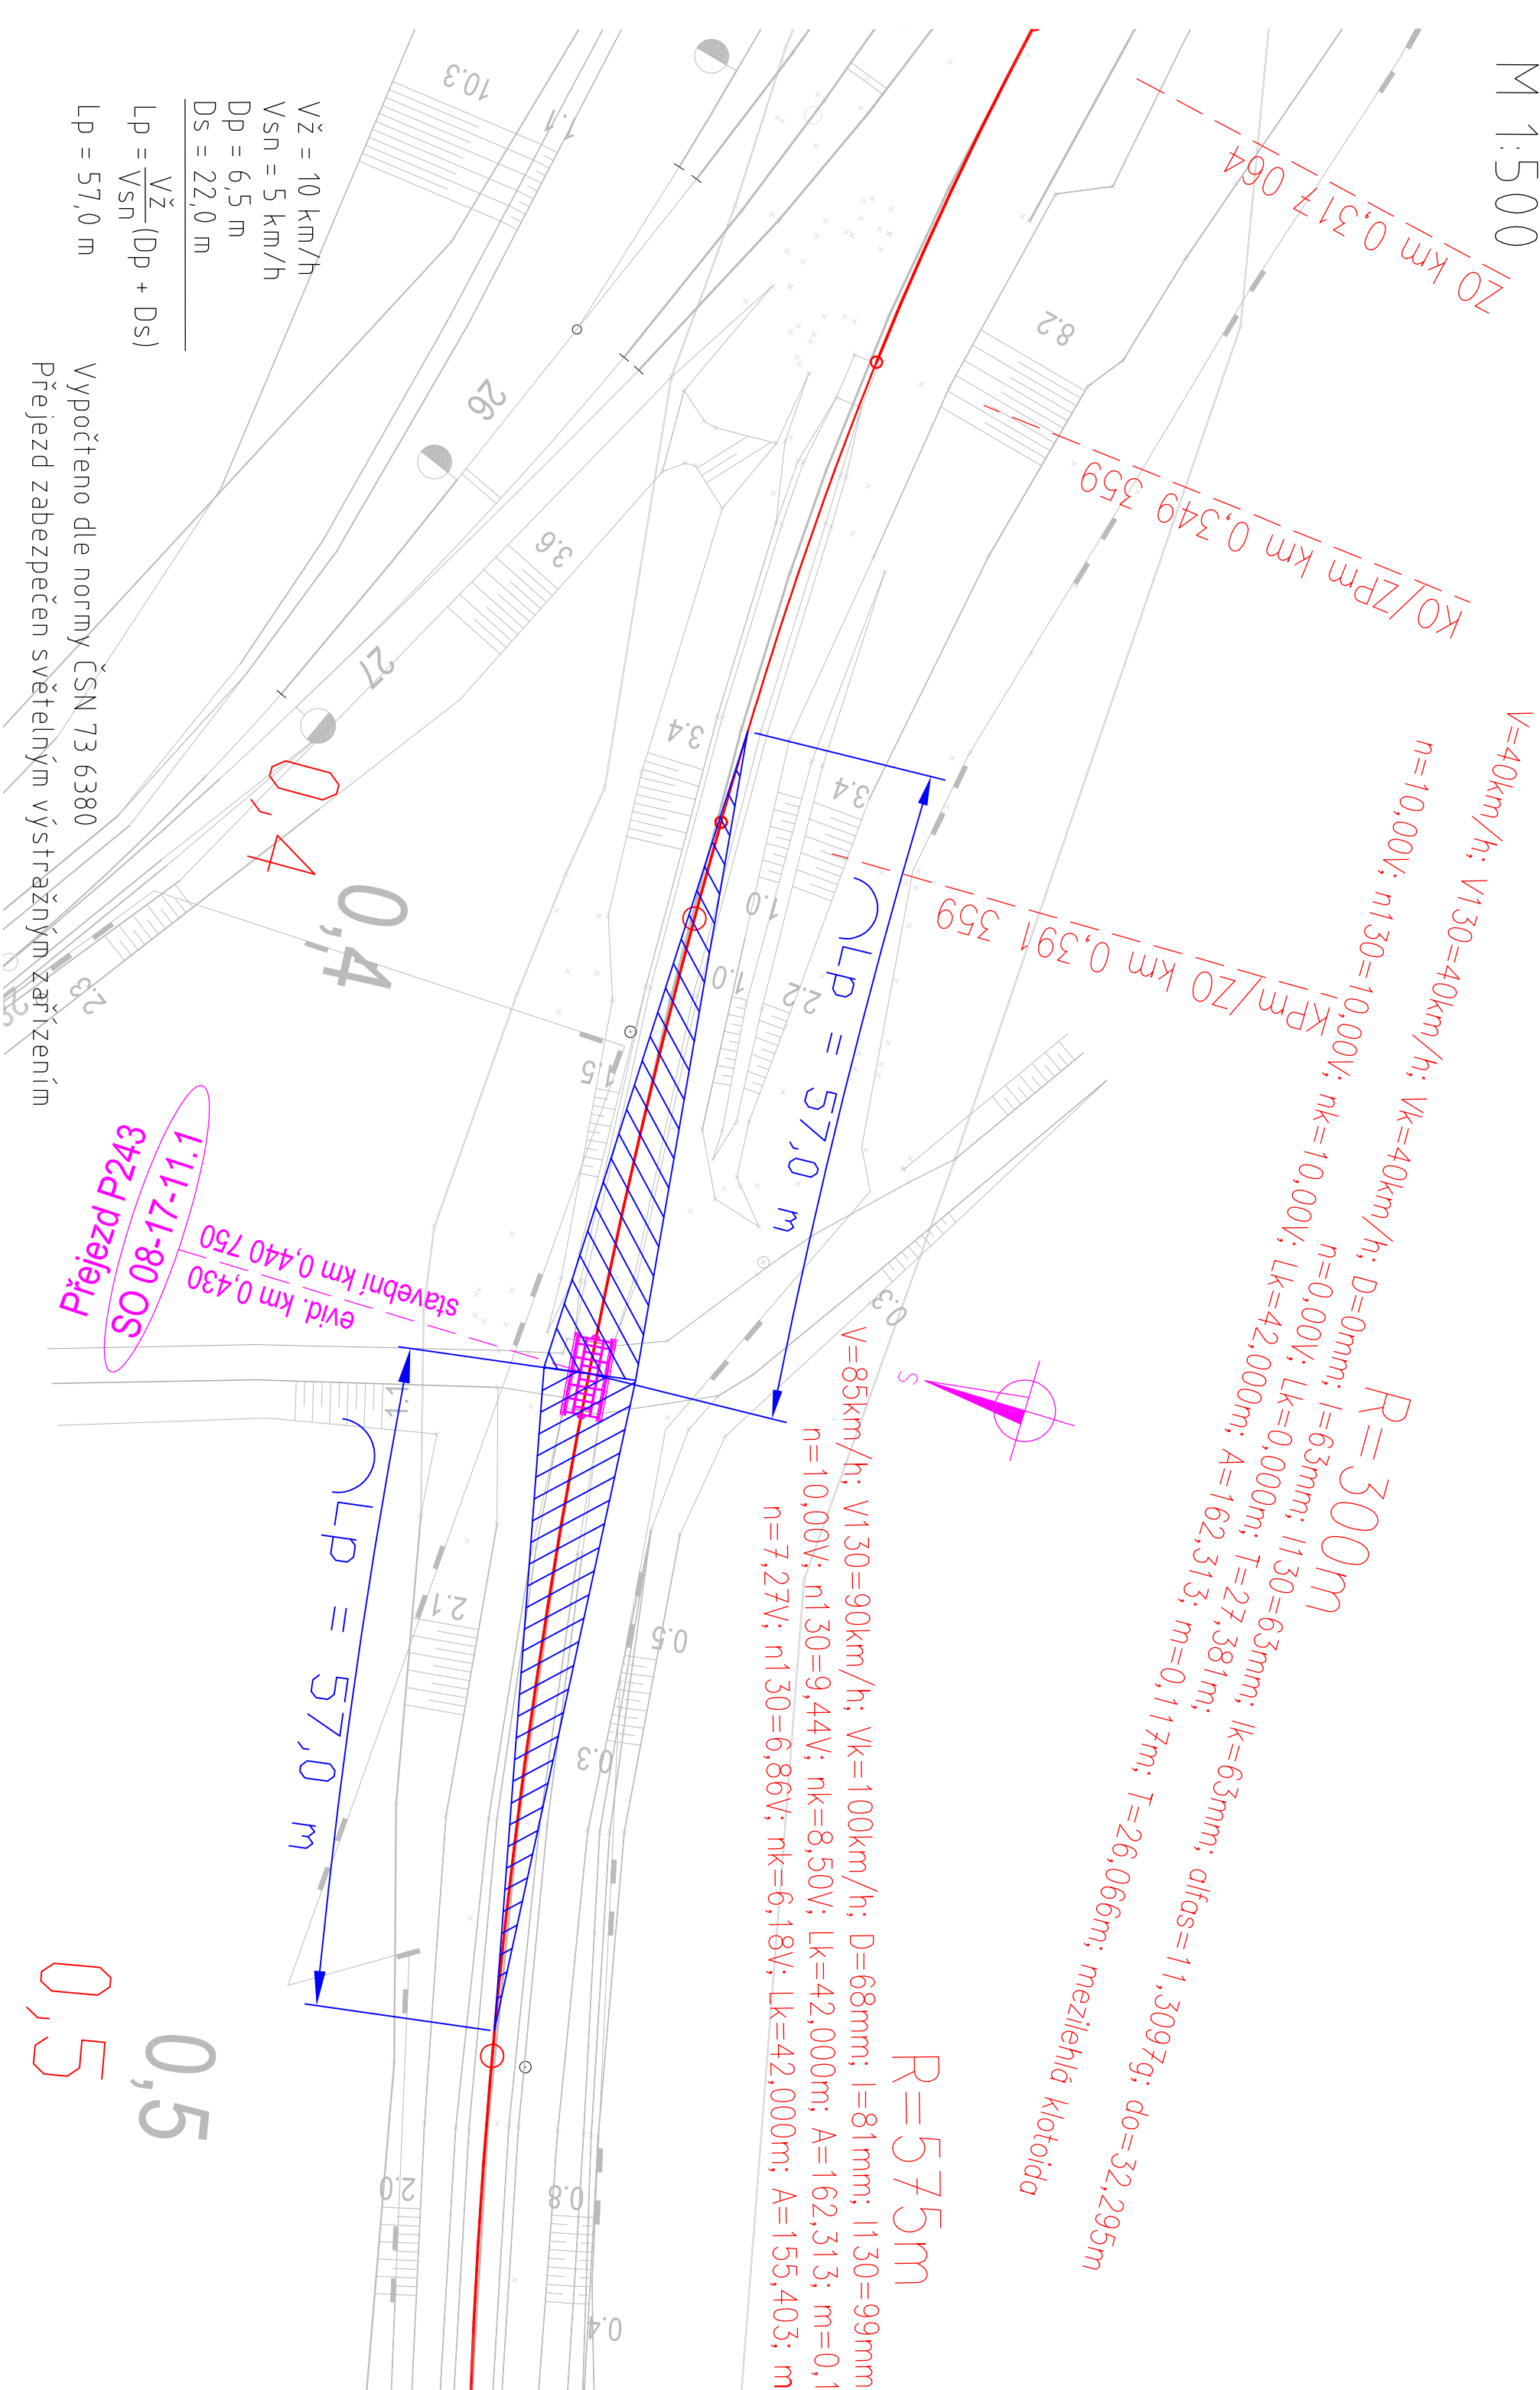 M 1:500
ZO km 0,317 064
KO/ZPm km 0,349 359
KPm/ZO km 0,391 359
R=300m
V=40km/h; V130=40km/h; Vk=40km/h; D=0mm; I=63mm; I130=63mm; Ik=63mm; alfas=11,3097g; do=32,295m
n=0,00V; Lk=0,000m; T=27,381m;
n=10,00V; n130=10,00V; nk=10,00V; Lk=42,000m; A=162,313; m=0,117m; T=26,066m; mezilehlá klotoida
R=575m
V=85km/h; V130=90km/h; Vk=100km/h; D=68mm; I=81mm; I130=99mm
n=10,00V; n130=9,44V; nk=8,50V; Lk=42,000m; A=162,313; m=0,1
n=7,27V; n130=6,86V; nk=6,18V; Lk=42,000m; A=155,403; m
Lp = 57,0 m
Lp = 57,0 m
S
Vž = 10 km/h
Vsn = 5 km/h
Dp = 6,5 m
Ds = 22,0 m
Lp = Vž/Vsn (Dp + Ds)
Lp = 57,0 m
Vypočteno dle normy ČSN 73 6380
Přejezd zabezpečen světelným výstražným zařízením
Přejezd P243
SO 08-17-11.1
evid. km 0,430
stavební km 0,440 750
0,4
0,4
0,5
0,5
10.3
1.1
26
27
3.6
8.2
3.4
3.4
1.0
1.0
2.2
1.5
2.3
0.3
1.1
2.1
0.5
0.3
2.0
0.8
0.4